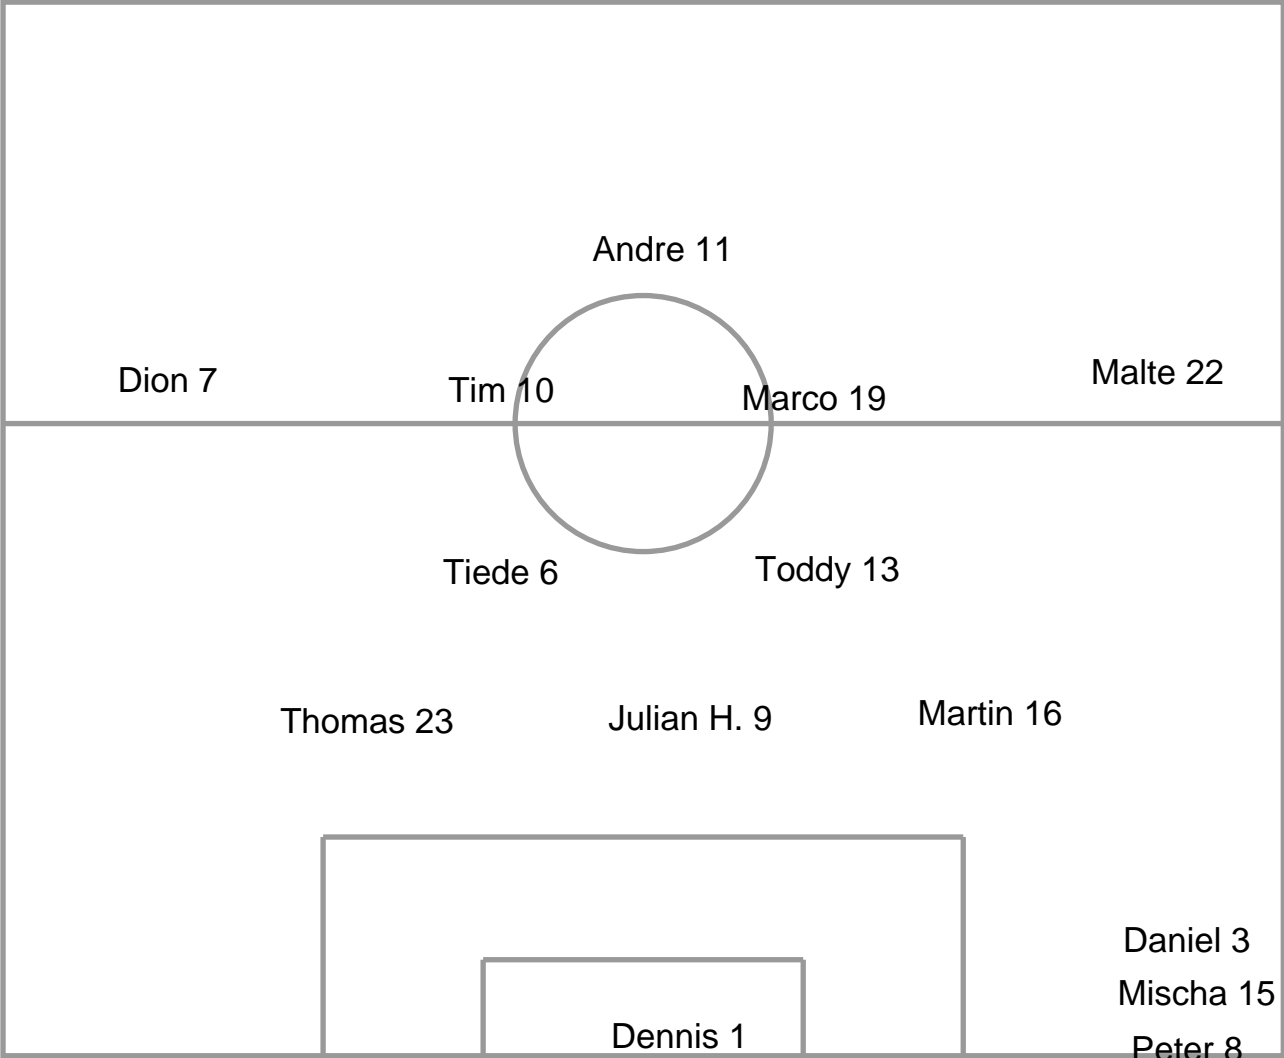 Andre 11
Dion 7
Tim 10
Marco 19
Malte 22
Tiede 6
Toddy 13
Thomas 23
Julian H. 9
Martin 16
Daniel 3
Mischa 15
Dennis 1
Peter 8